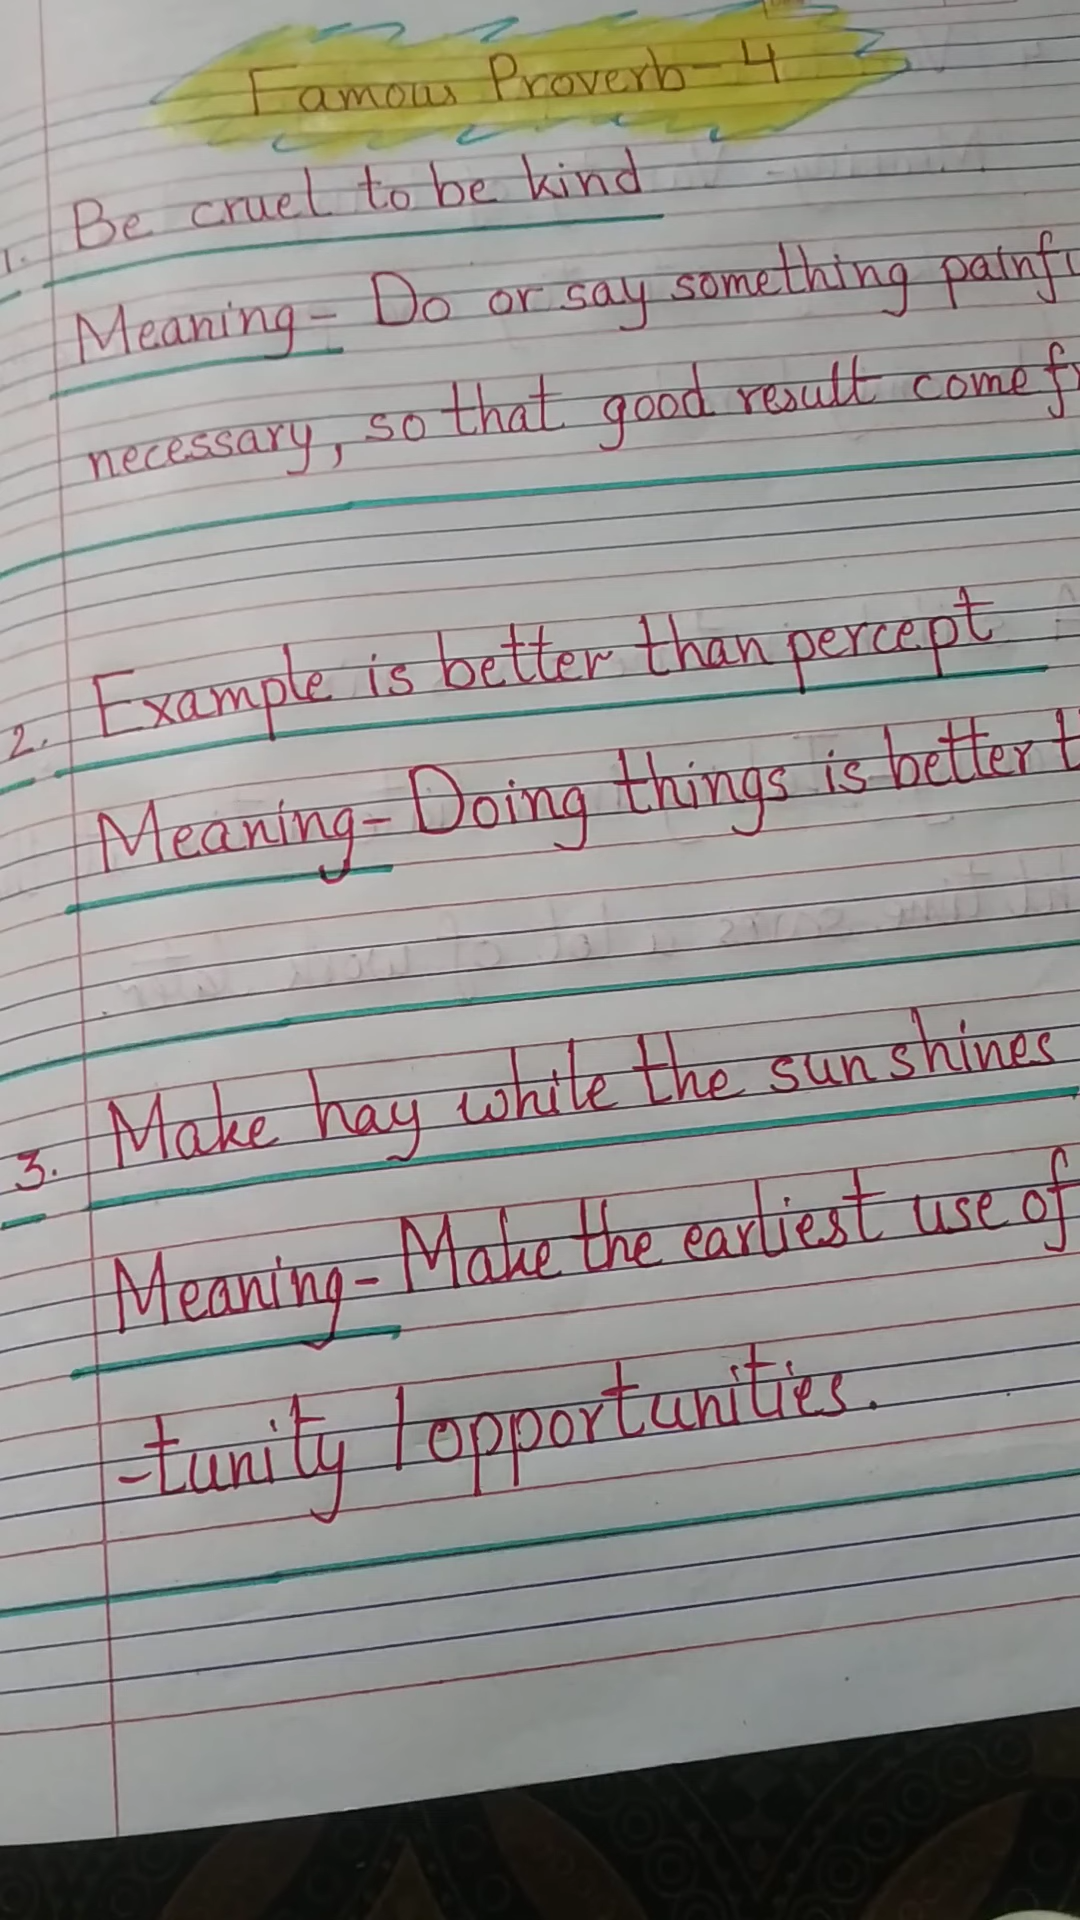 Famous Proverb-4
1. Be cruel to be kind
Meaning- Do or say something painfu
necessary, so that good result come fr
2. Example is better than percept
Meaning- Doing things is better t
3. Make hay while the sun shines
Meaning- Make the earliest use of
-tunity / opportunities.